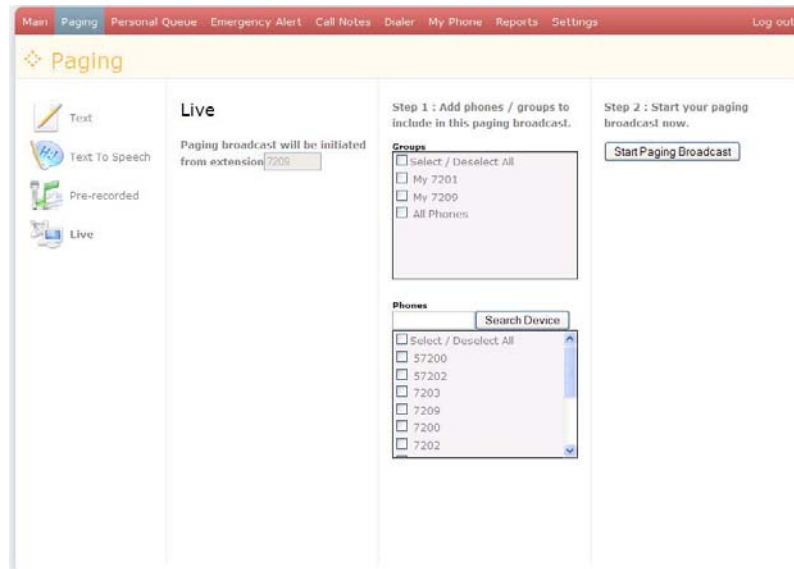 Main Paging Personal Queue Emergency Alert Call Notes Dialer My Phone Reports Settings Log out
Paging
Text
Text To Speech
Pre-recorded
Live
Live
Paging broadcast will be initiated
from extension 7209
Step 1 : Add phones / groups to
include in this paging broadcast.
Groups
Select / Deselect All
My 7201
My 7209
All Phones
Phones
Search Device
Select / Deselect All
57200
57202
7203
7209
7200
7202
Step 2 : Start your paging
broadcast now.
Start Paging Broadcast